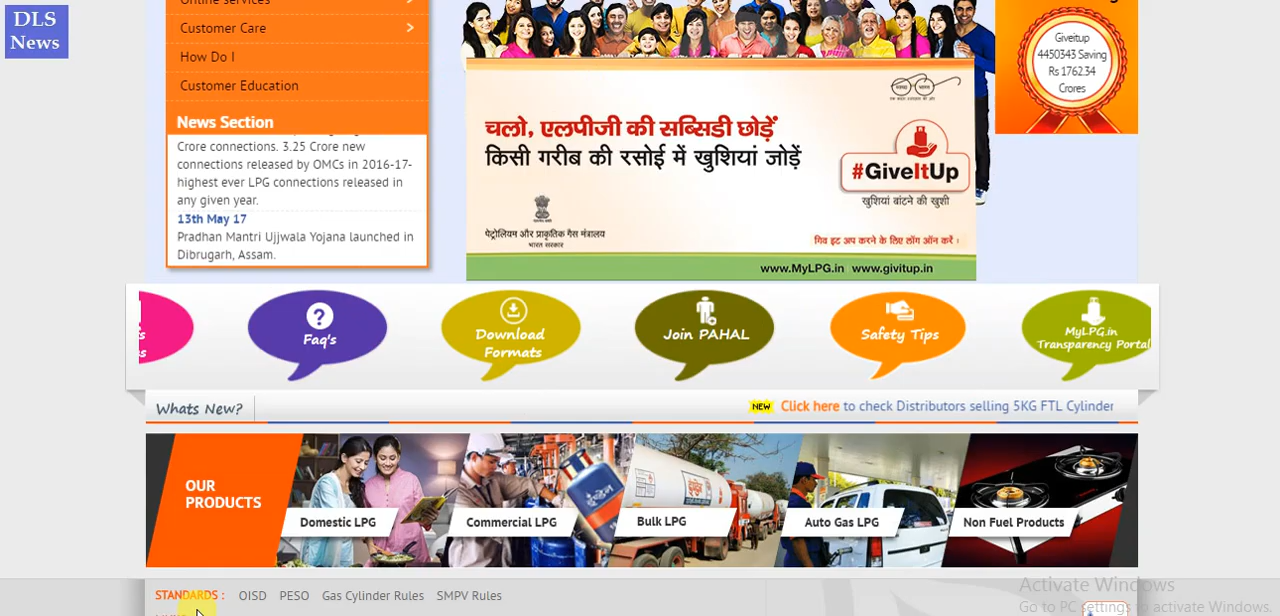 DLS
News
Online services
Customer Care
How Do I
Customer Education
News Section
Crore connections. 3.25 Crore new
connections released by OMCs in 2016-17-
highest ever LPG connections released in
any given year.
13th May 17
Pradhan Mantri Ujjwala Yojana launched in
Dibrugarh, Assam.
चलो, एलपीजी की सब्सिडी छोड़ें
किसी गरीब की रसोई में खुशियां जोड़ें
#GiveItUp
खुशियां बांटने की खुशी
पेट्रोलियम और प्राकृतिक गैस मंत्रालय
भारत सरकार
गिव इट अप करने के लिए लॉग ऑन करें ।
www.MyLPG.in www.givitup.in
Giveitup
4450343 Saving
Rs 1762.34
Crores
Faq's
Download
Formats
Join PAHAL
Safety Tips
MyLPG.in
Transparency Portal
Whats New?
NEW Click here to check Distributors selling 5KG FTL Cylinder
OUR
PRODUCTS
Domestic LPG
Commercial LPG
Bulk LPG
Auto Gas LPG
Non Fuel Products
STANDARDS : OISD PESO Gas Cylinder Rules SMPV Rules
Activate Windows
Go to PC settings to activate Windows.